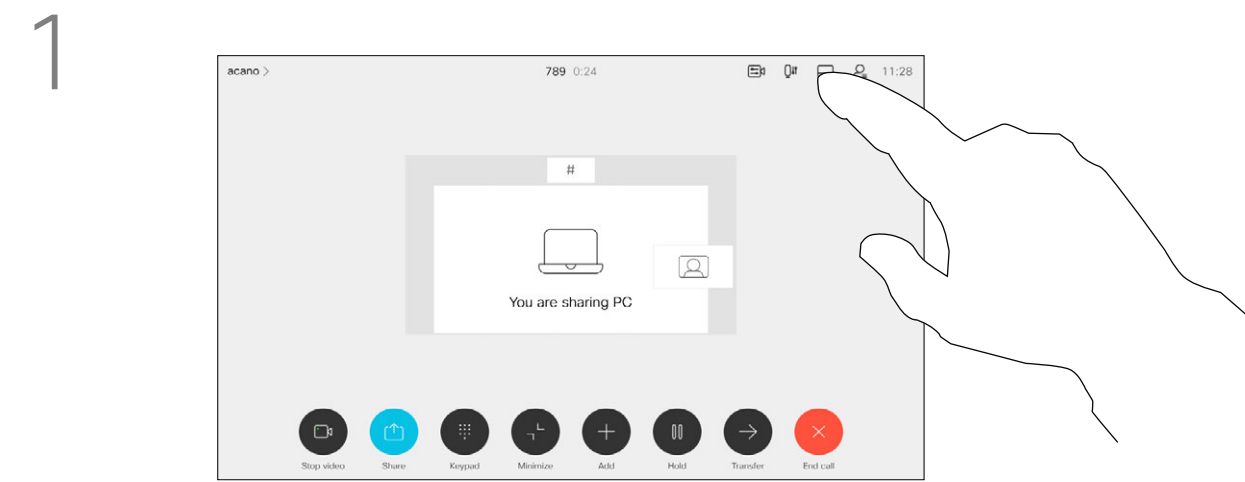 1
acano >
789 0:24
11:28
#
You are sharing PC
Stop video
Share
Keypad
Minimize
Add
Hold
Transfer
End call